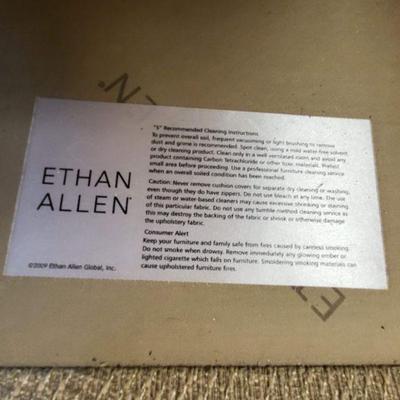 N.
"S" Recommended Cleaning Instructions
To prevent overall soil, frequent vacuuming or light brushing to remove
dust and grime is recommended. Spot clean, using a mild water-free solvent
or dry cleaning product. Clean only in a well ventilated room and avoid any
product containing Carbon Tetrachloride or other toxic materials. Pretest
small area before proceeding. Use a professional furniture cleaning service
when an overall soiled condition has been reached.
ETHAN
ALLEN
Caution: Never remove cushion covers for separate dry cleaning or washing,
even though they do have zippers. Do not use bleach at any time. The use
of steam or water-based cleaners may cause excessive shrinking or staining
of this particular fabric. Do not use any tumble method cleaning service as
this may destroy the backing of the fabric or shrink or otherwise damage
the upholstery fabric.
Consumer Alert
Keep your furniture and family safe from fires caused by careless smoking.
Do not smoke when drowsy. Remove immediately any glowing ember or
lighted cigarette which falls on furniture. Smoldering smoking materials can
cause upholstered furniture fires.
©2009 Ethan Allen Global, Inc.